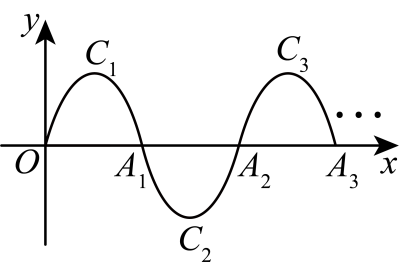 y
C₁
C₃
...
O
A₁
A₂
A₃
x
C₂